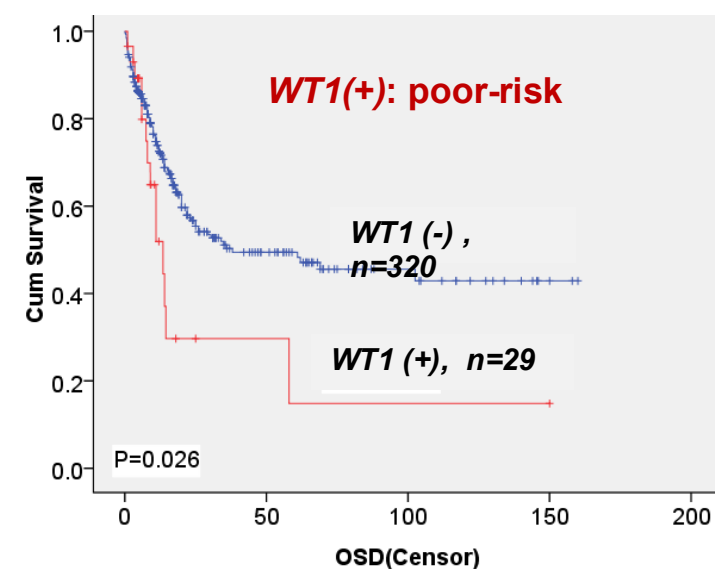 WT1(+): poor-risk
Cum Survival
1.0
0.8
0.6
0.4
0.2
0.0
WT1 (-) ,
n=320
WT1 (+), n=29
P=0.026
0 50 100 150 200
OSD(Censor)